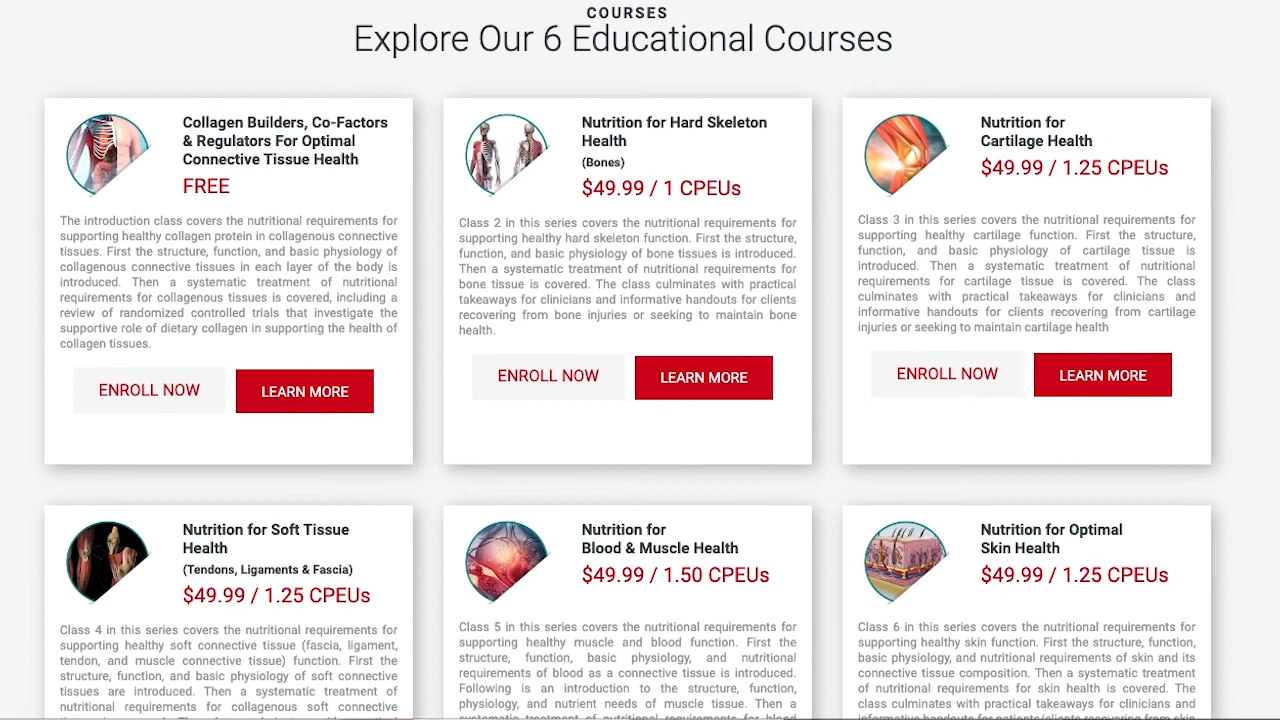 COURSES
Explore Our 6 Educational Courses
Collagen Builders, Co-Factors
& Regulators For Optimal
Connective Tissue Health
FREE
The introduction class covers the nutritional requirements for
supporting healthy collagen protein in collagenous connective
tissues. First the structure, function, and basic physiology of
collagenous connective tissues in each layer of the body is
introduced. Then a systematic treatment of nutritional
requirements for collagenous tissues is covered, including a
review of randomized controlled trials that investigate the
supportive role of dietary collagen in supporting the health of
collagen tissues.
ENROLL NOW
LEARN MORE
Nutrition for Hard Skeleton
Health
(Bones)
$49.99 / 1 CPEUs
Class 2 in this series covers the nutritional requirements for
supporting healthy hard skeleton function. First the structure,
function, and basic physiology of bone tissues is introduced.
Then a systematic treatment of nutritional requirements for
bone tissue is covered. The class culminates with practical
takeaways for clinicians and informative handouts for clients
recovering from bone injuries or seeking to maintain bone
health.
ENROLL NOW
LEARN MORE
Nutrition for
Cartilage Health
$49.99 / 1.25 CPEUs
Class 3 in this series covers the nutritional requirements for
supporting healthy cartilage function. First the structure,
function, and basic physiology of cartilage tissue is
introduced. Then a systematic treatment of nutritional
requirements for cartilage tissue is covered. The class
culminates with practical takeaways for clinicians and
informative handouts for clients recovering from cartilage
injuries or seeking to maintain cartilage health
ENROLL NOW
LEARN MORE
Nutrition for Soft Tissue
Health
(Tendons, Ligaments & Fascia)
$49.99 / 1.25 CPEUs
Class 4 in this series covers the nutritional requirements for
supporting healthy soft connective tissue (fascia, ligament,
tendon, and muscle connective tissue) function. First the
structure, function, and basic physiology of soft connective
tissues are introduced. Then a systematic treatment of
nutritional requirements for collagenous soft connective
Nutrition for
Blood & Muscle Health
$49.99 / 1.50 CPEUs
Class 5 in this series covers the nutritional requirements for
supporting healthy muscle and blood function. First the
structure, function, basic physiology, and nutritional
requirements of blood as a connective tissue is introduced.
Following is an introduction to the structure, function,
physiology, and nutrient needs of muscle tissue. Then a
systematic treatment of nutritional requirements for blood
Nutrition for Optimal
Skin Health
$49.99 / 1.25 CPEUs
Class 6 in this series covers the nutritional requirements for
supporting healthy skin function. First the structure, function,
basic physiology, and nutritional requirements of skin and its
connective tissue composition. Then a systematic treatment
of nutritional requirements for skin health is covered. The
class culminates with practical takeaways for clinicians and
informative handouts for patients/clients recovering from skin